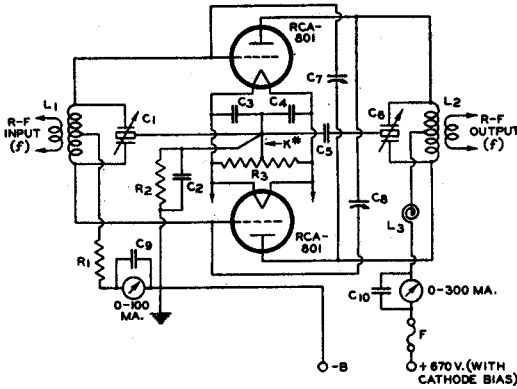 RCA-
801
L1
R-F
INPUT
(f)
C1
C3
C4
C7
C6
L2
R-F
OUTPUT
(f)
C5
K*
R3
R2
C2
C8
L3
RCA-
801
R1
C9
0-100
MA.
C10
0-300 MA.
F
-B
+670 V.(WITH
CATHODE BIAS)